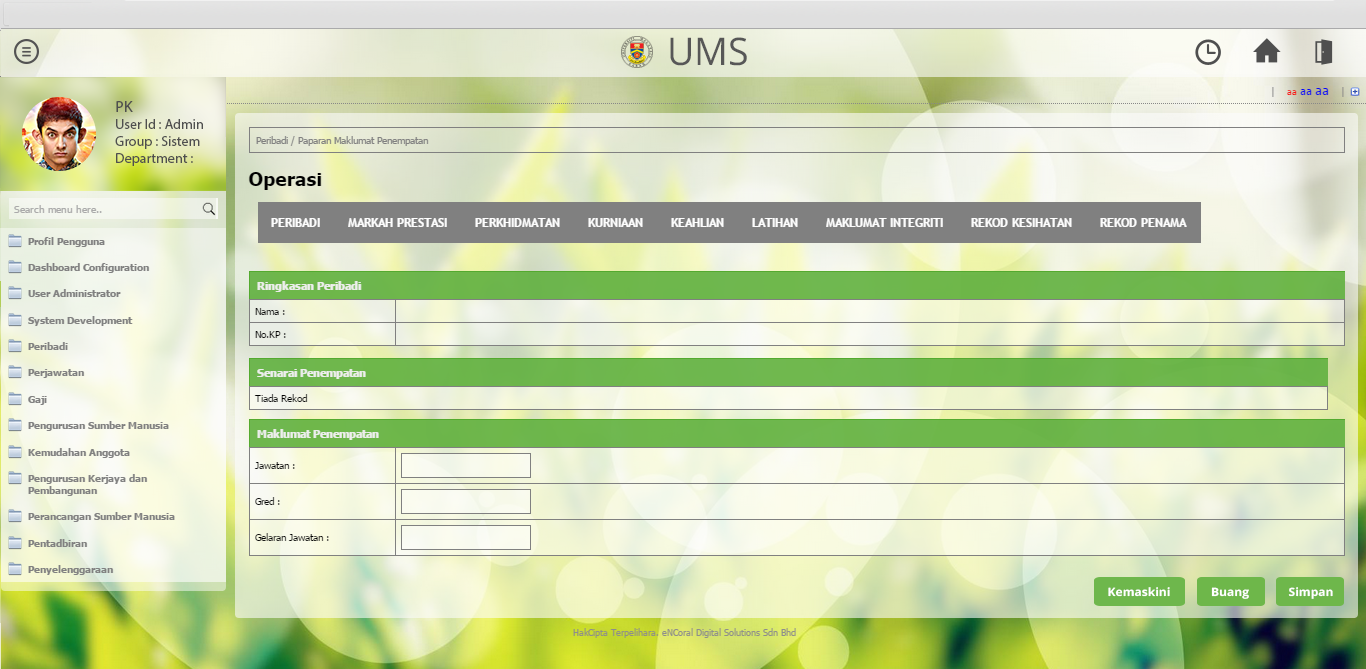 UMS
aa aa aa
PK
User Id : Admin
Group : Sistem
Department :
Search menu here..
Profil Pengguna
Dashboard Configuration
User Administrator
System Development
Peribadi
Perjawatan
Gaji
Pengurusan Sumber Manusia
Kemudahan Anggota
Pengurusan Kerjaya dan
Pembangunan
Perancangan Sumber Manusia
Pentadbiran
Penyelenggaraan
Peribadi / Paparan Maklumat Penempatan
Operasi
PERIBADI MARKAH PRESTASI PERKHIDMATAN KURNIAAN KEAHLIAN LATIHAN MAKLUMAT INTEGRITI REKOD KESIHATAN REKOD PENAMA
Ringkasan Peribadi
Nama :
No.KP :
Senarai Penempatan
Tiada Rekod
Maklumat Penempatan
Jawatan :
Gred :
Gelaran Jawatan :
Kemaskini Buang Simpan
HakCipta Terpelihara. eNCoral Digital Solutions Sdn Bhd